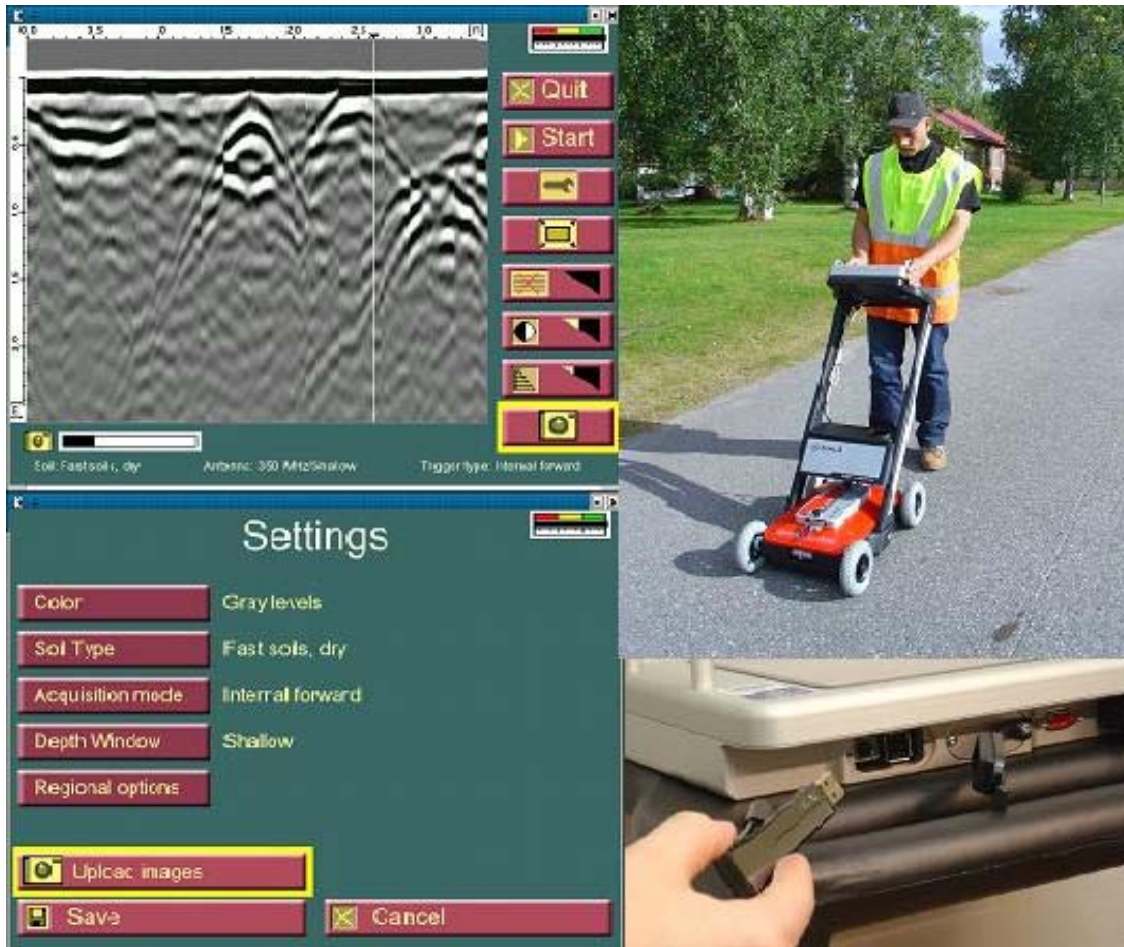 Quit
Start
Soil: Fast soils, dry
Antenna: 350 MHz/Shallow
Trigger type: Internal forward
Settings
Color
Gray levels
Soil Type
Fast soils, dry
Acquisition mode
Internal forward
Depth Window
Shallow
Regional options
Upload images
Save
Cancel